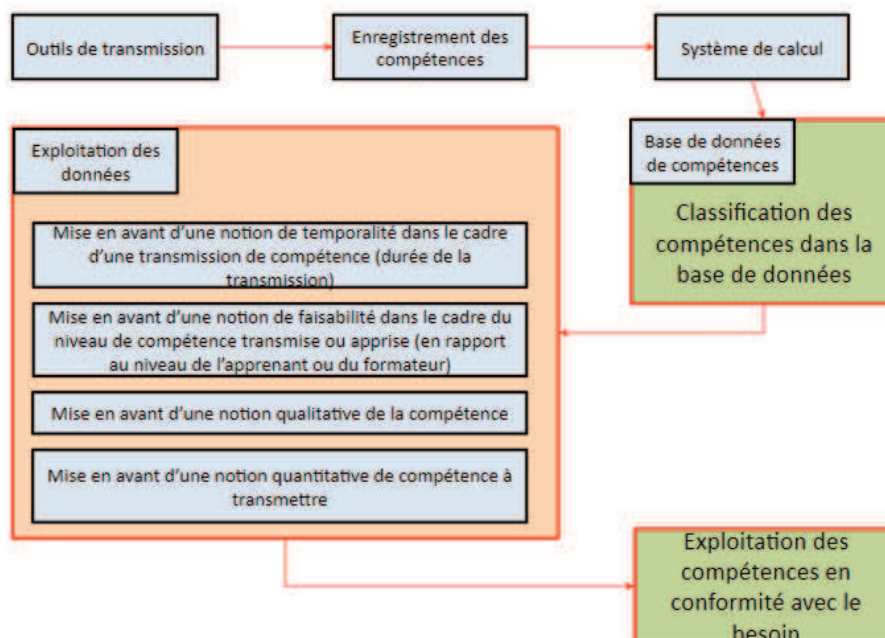 Outils de transmission
Enregistrement des
compétences
Système de calcul
Base de données
de compétences
Classification des
compétences dans la
base de données
Exploitation des
données
Mise en avant d'une notion de temporalité dans le cadre
d'une transmission de compétence (durée de la
transmission)
Mise en avant d'une notion de faisabilité dans le cadre du
niveau de compétence transmise ou apprise (en rapport
au niveau de l'apprenant ou du formateur)
Mise en avant d'une notion qualitative de la compétence
Mise en avant d'une notion quantitative de compétence à
transmettre
Exploitation des
compétences en
conformité avec le
besoin